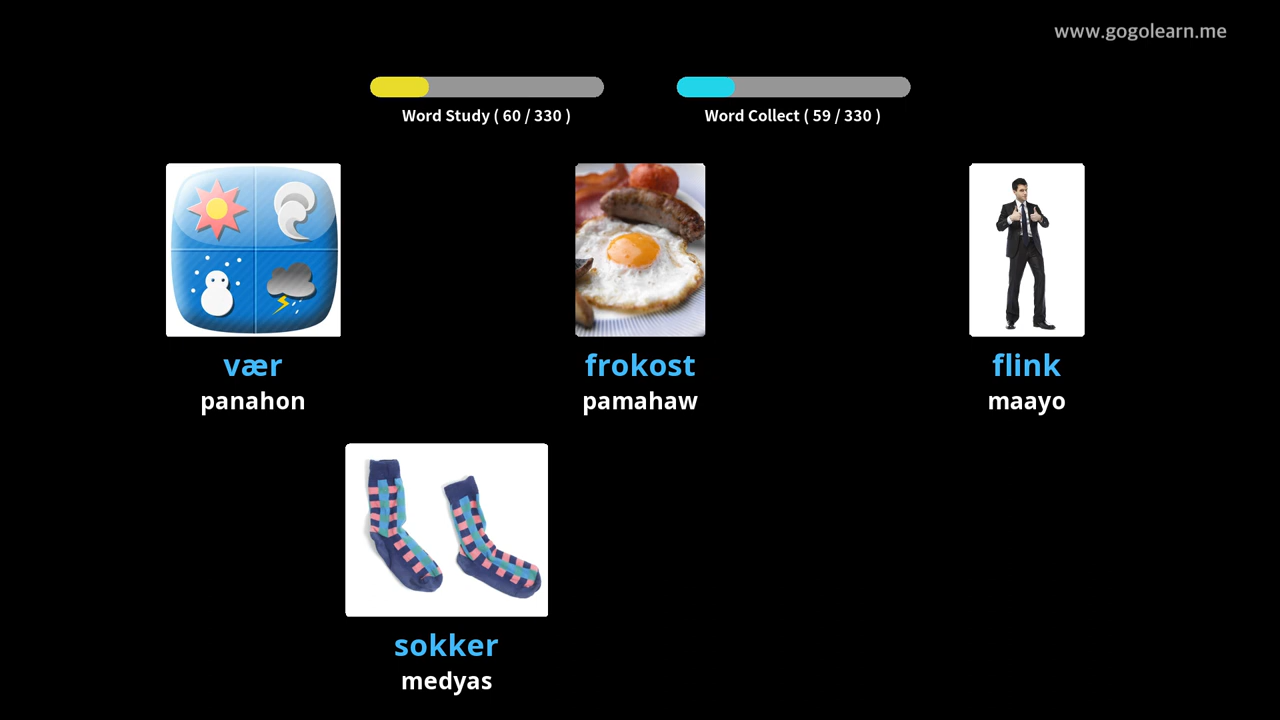 www.gogolearn.me
Word Study ( 60 / 330 )
Word Collect ( 59 / 330 )
vær
panahon
frokost
pamahaw
flink
maayo
sokker
medyas